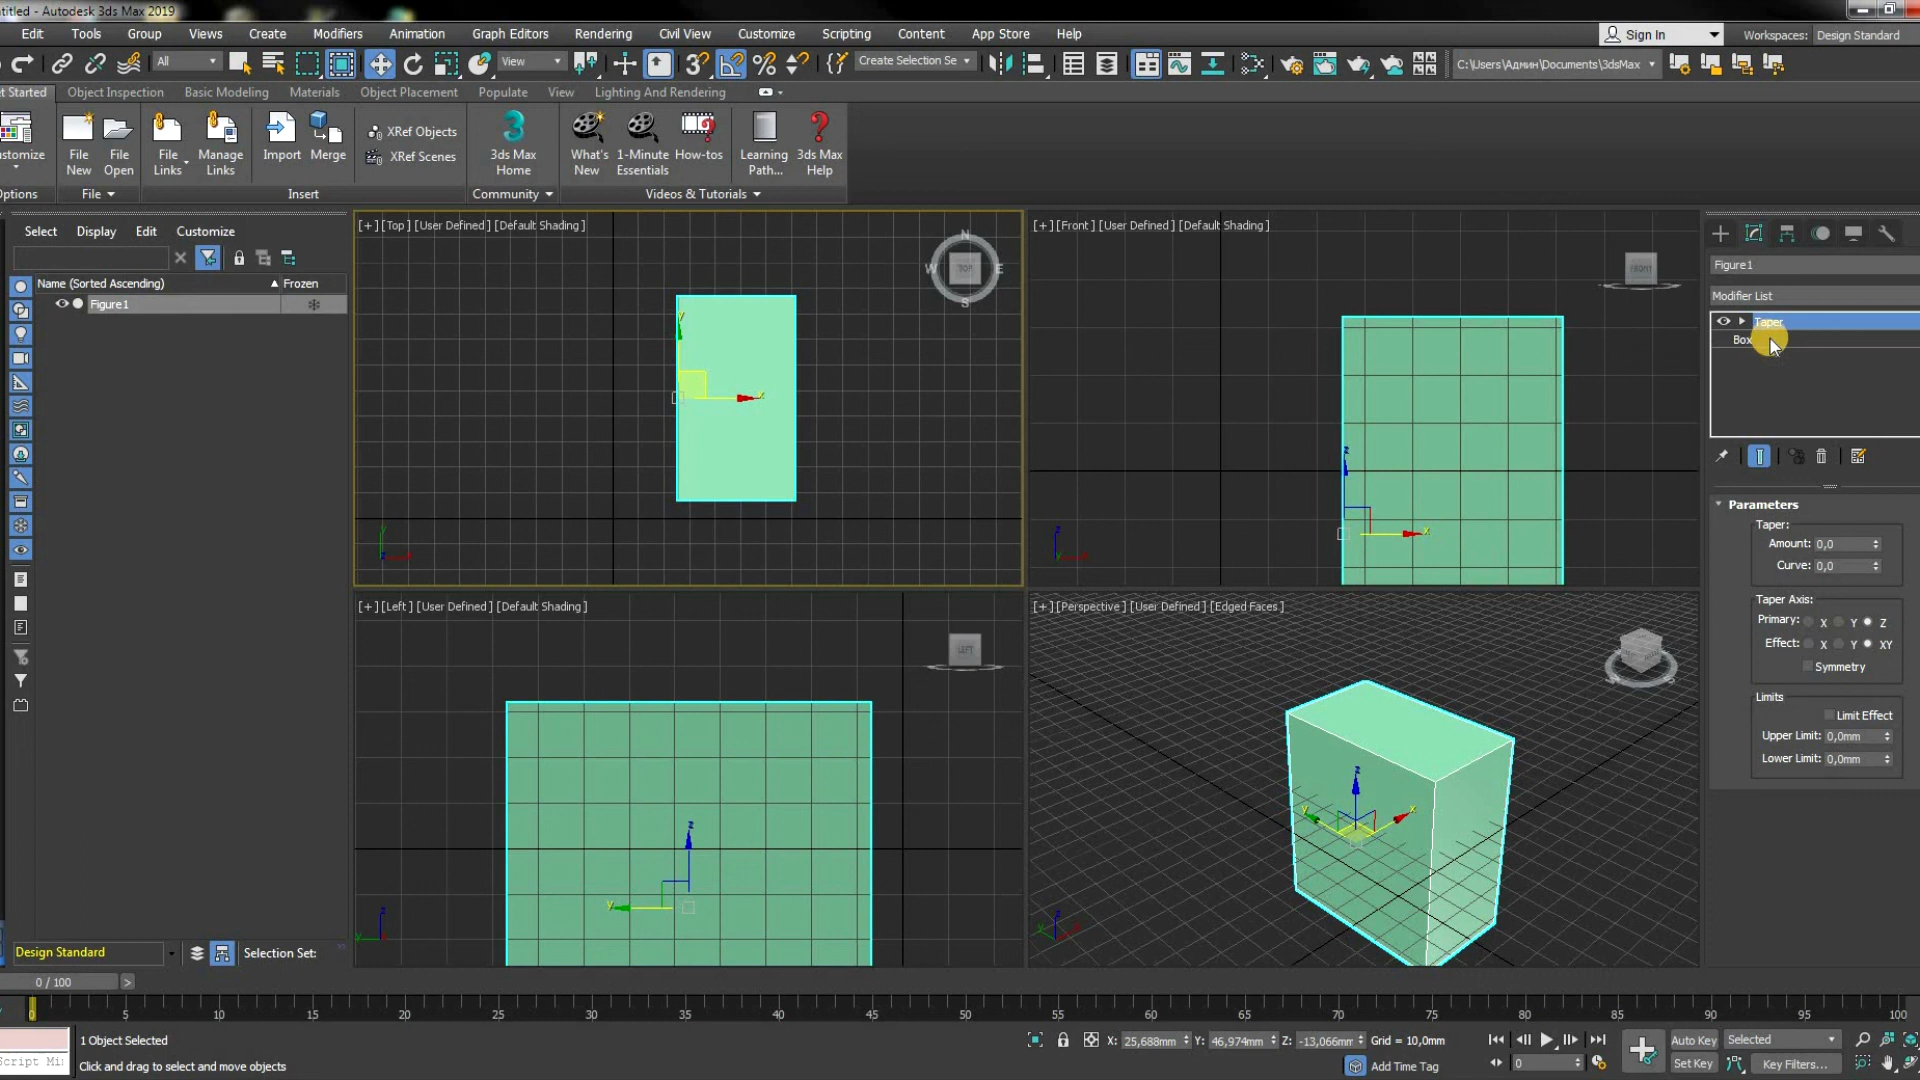 ntitled - Autodesk 3ds Max 2019
Edit Tools Group Views Create Modifiers Animation Graph Editors Rendering Civil View Customize Scripting Content App Store Help
Sign In Workspaces: Design Standard
All View Create Selection Se C:\Users\Админ\Documents\3dsMax
et Started Object Inspection Basic Modeling Materials Object Placement Populate View Lighting And Rendering
ustomize File New File Open File Links Manage Links Import Merge XRef Objects XRef Scenes 3ds Max Home What's New 1-Minute Essentials How-tos Learning Path... 3ds Max Help
Options File Insert Community Videos & Tutorials
Select Display Edit Customize
Name (Sorted Ascending) Frozen
Figure1
[+] [Top] [User Defined] [Default Shading]
N
W TOP E
S
y
x
[+] [Front] [User Defined] [Default Shading]
FRONT
z
x
[+] [Left] [User Defined] [Default Shading]
LEFT
z
y
[+] [Perspective] [User Defined] [Edged Faces]
z
y x
Figure1
Modifier List
Taper
Box
Parameters
Taper:
Amount: 0,0
Curve: 0,0
Taper Axis:
Primary: X Y Z
Effect: X Y XY
Symmetry
Limits
Limit Effect
Upper Limit: 0,0mm
Lower Limit: 0,0mm
Design Standard Selection Set:
0 / 100 >
5 10 15 20 25 30 35 40 45 50 55 60 65 70 75 80 85 90 95 100
1 Object Selected X: 25,688mm Y: 46,974mm Z: -13,066mm Grid = 10,0mm Auto Key Selected
Script Mi Click and drag to select and move objects Add Time Tag 0 Set Key Key Filters...